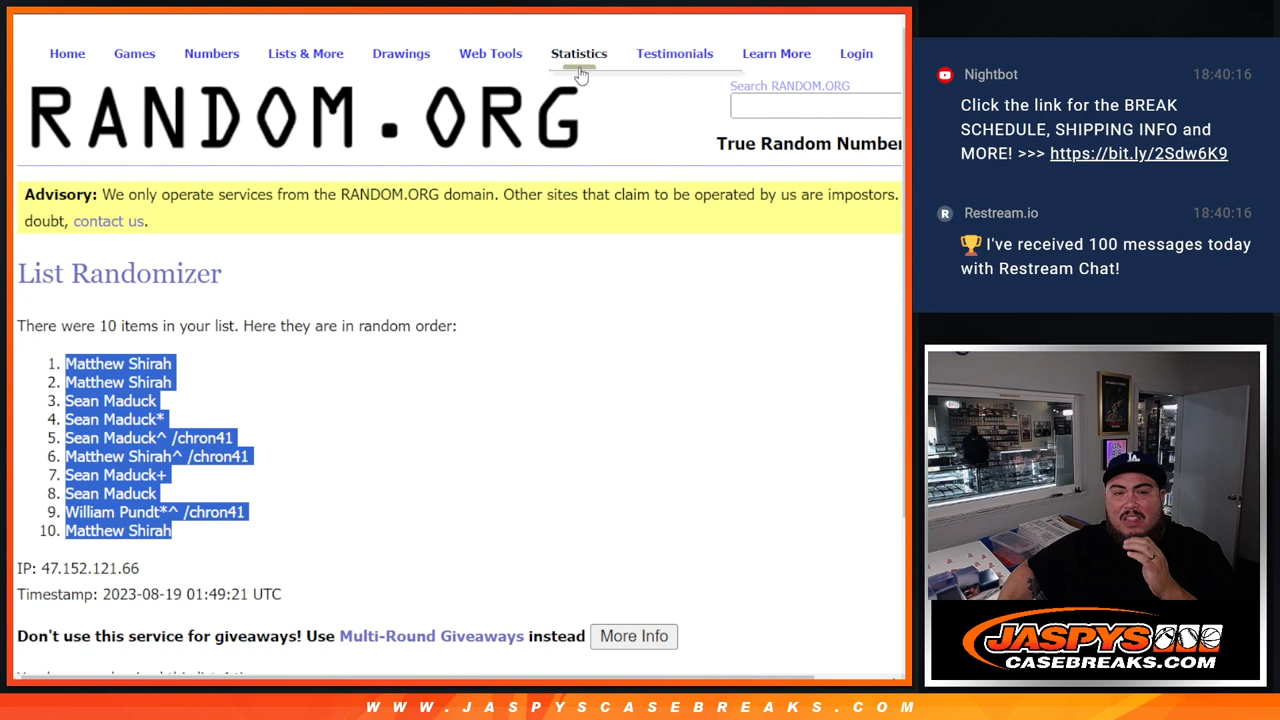 Home Games Numbers Lists & More Drawings Web Tools Statistics Testimonials Learn More Login
RANDOM.ORG
Search RANDOM.ORG
True Random Number
Advisory: We only operate services from the RANDOM.ORG domain. Other sites that claim to be operated by us are impostors.
doubt, contact us.
List Randomizer
There were 10 items in your list. Here they are in random order:
1. Matthew Shirah
2. Matthew Shirah
3. Sean Maduck
4. Sean Maduck*
5. Sean Maduck^ /chron41
6. Matthew Shirah^ /chron41
7. Sean Maduck+
8. Sean Maduck
9. William Pundt*^ /chron41
10. Matthew Shirah
IP: 47.152.121.66
Timestamp: 2023-08-19 01:49:21 UTC
Don't use this service for giveaways! Use Multi-Round Giveaways instead More Info
Nightbot 18:40:16
Click the link for the BREAK
SCHEDULE, SHIPPING INFO and
MORE! >>> https://bit.ly/2Sdw6K9
R Restream.io 18:40:16
🏆 I've received 100 messages today
with Restream Chat!
LA
JASPYS
CASEBREAKS.COM
WWW.JASPYSCASEBREAKS.COM